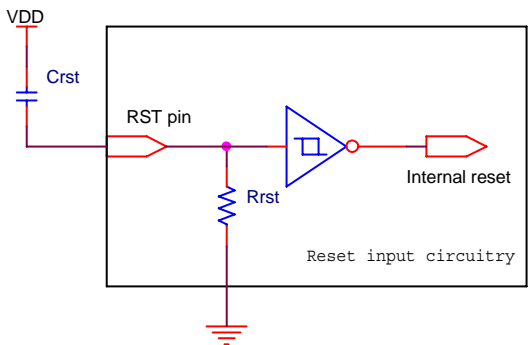 VDD
Crst
RST pin
Internal reset
Rrst
Reset input circuitry